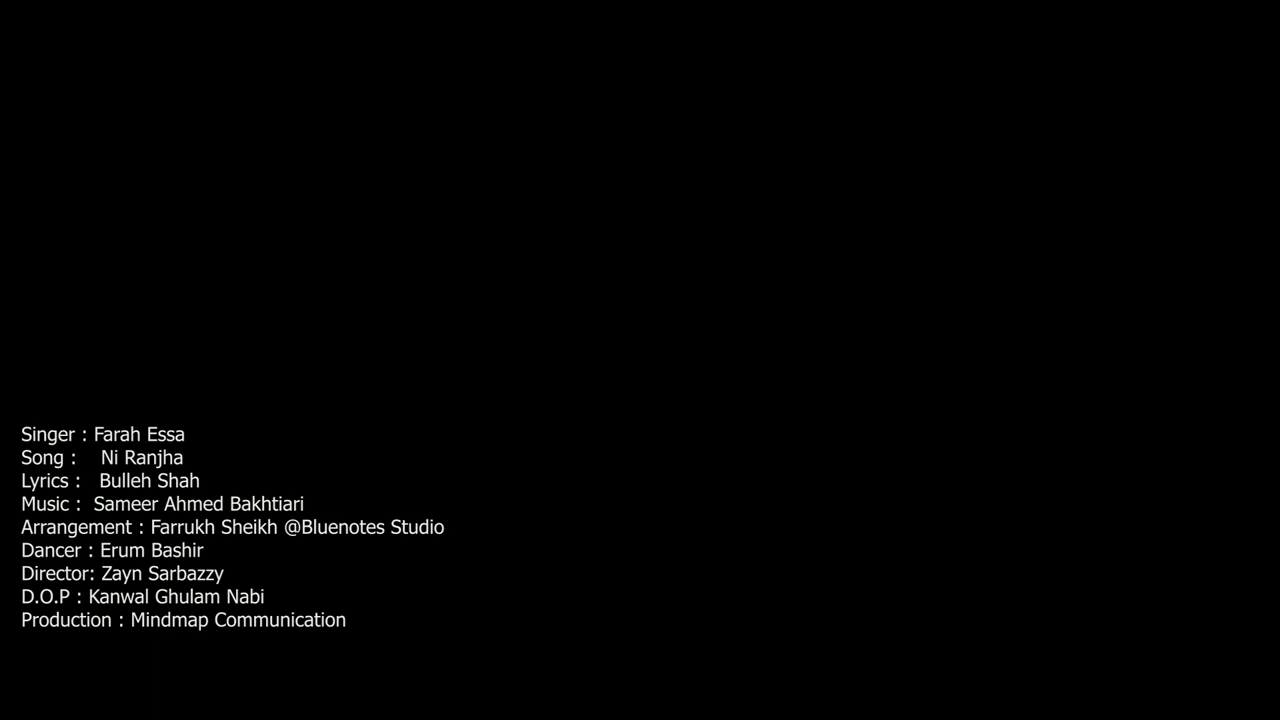 Singer : Farah Essa
Song :    Ni Ranjha
Lyrics :   Bulleh Shah
Music :  Sameer Ahmed Bakhtiari
Arrangement : Farrukh Sheikh @Bluenotes Studio
Dancer : Erum Bashir
Director: Zayn Sarbazzy
D.O.P : Kanwal Ghulam Nabi
Production : Mindmap Communication